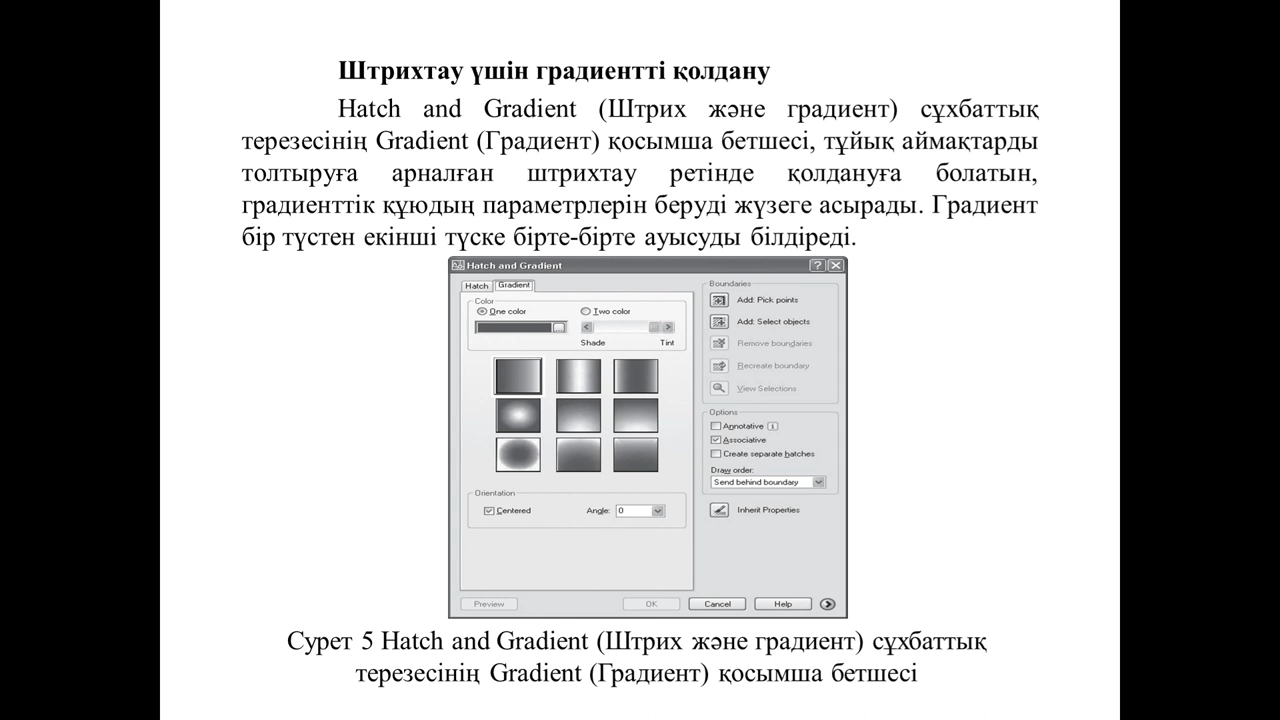 Штрихтау үшін градиентті қолдану
Hatch and Gradient (Штрих және градиент) сұхбаттық
терезесінің Gradient (Градиент) қосымша бетшесі, тұйық аймақтарды
толтыруға арналған штрихтау ретінде қолдануға болатын,
градиенттік құюдың параметрлерін беруді жүзеге асырады. Градиент
бір түстен екінші түске бірте-бірте ауысуды білдіреді.
Hatch and Gradient
Hatch Gradient
Color
One color Two color
Shade Tint
Orientation
Centered Angle: 0
Boundaries
Add: Pick points
Add: Select objects
Remove boundaries
Recreate boundary
View Selections
Options
Annotative
Associative
Create separate hatches
Draw order:
Send behind boundary
Inherit Properties
Preview OK Cancel Help
Сурет 5 Hatch and Gradient (Штрих және градиент) сұхбаттық
терезесінің Gradient (Градиент) қосымша бетшесі